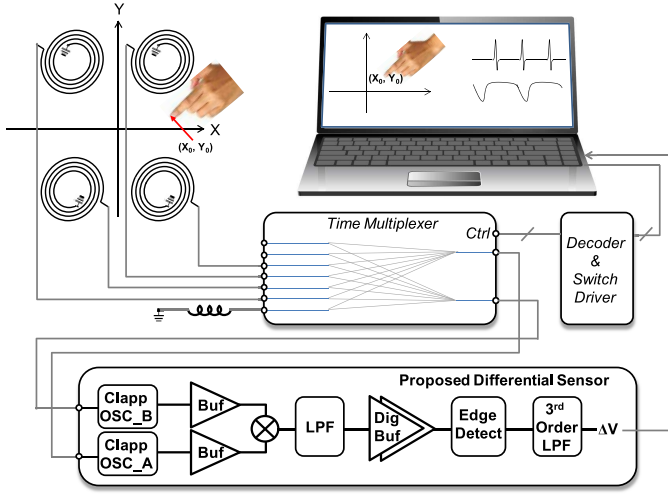 Y
X
(X₀, Y₀)
(X₀, Y₀)
Time Multiplexer
Ctrl
Decoder
&
Switch
Driver
Proposed Differential Sensor
Clapp
OSC_B
Buf
Clapp
OSC_A
Buf
LPF
Dig
Buf
Edge
Detect
3rd
Order
LPF
ΔV